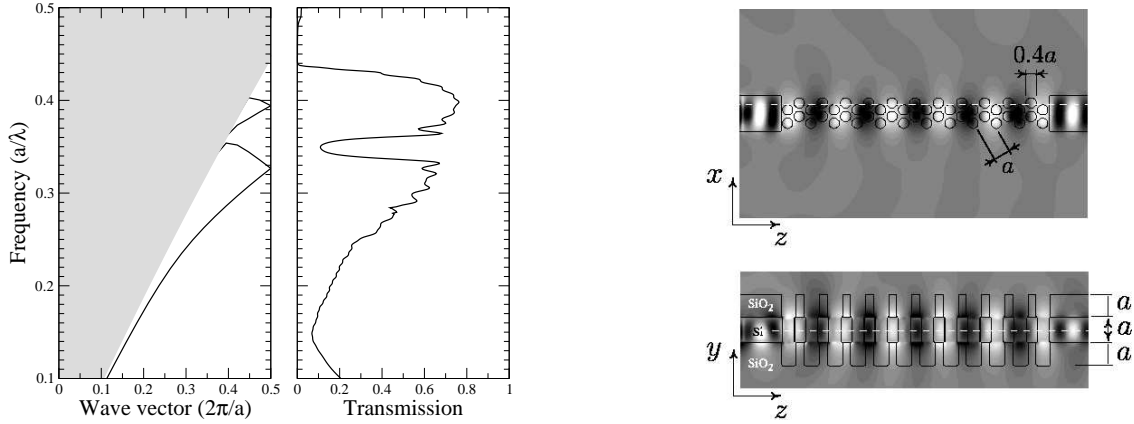 0.5
0.4
0.3
0.2
0.1
Frequency (a/λ)
0 0.1 0.2 0.3 0.4 0.5
Wave vector (2π/a)
0 0.2 0.4 0.6 0.8 1
Transmission
0.4a
a
x
z
SiO2
Si
SiO2
a
a
a
y
z